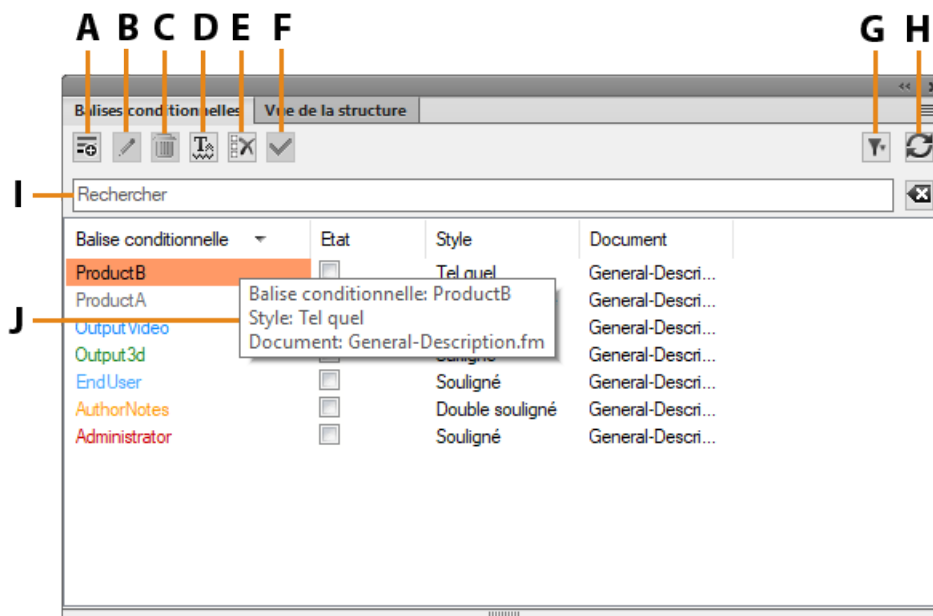 A B C D E F G H
Balises conditionnelles Vue de la structure
I
Rechercher
Balise conditionnelle Etat Style Document
ProductB Tel quel General-Descri...
ProductA General-Descri...
J
OutputVideo General-Descri...
Output3d Souligné General-Descri...
EndUser Souligné General-Descri...
AuthorNotes Double souligné General-Descri...
Administrator Souligné General-Descri...
Balise conditionnelle: ProductB
Style: Tel quel
Document: General-Description.fm